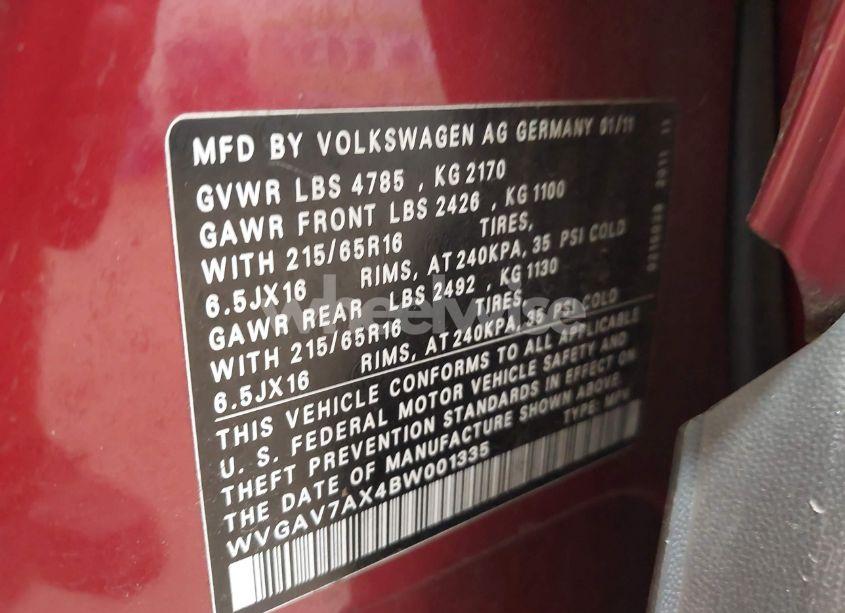 MFD BY VOLKSWAGEN AG GERMANY 01/11
GVWR LBS 4785 , KG 2170
GAWR FRONT LBS 2426 , KG 1100
WITH 215/65R16 TIRES,
6.5JX16 RIMS, AT 240KPA, 35 PSI COLD
GAWR REAR LBS 2492 , KG 1130
WITH 215/65R16 TIRES,
6.5JX16 RIMS, AT 240KPA, 35 PSI COLD
THIS VEHICLE CONFORMS TO ALL APPLICABLE
U. S. FEDERAL MOTOR VEHICLE SAFETY AND
THEFT PREVENTION STANDARDS IN EFFECT ON
THE DATE OF MANUFACTURE SHOWN ABOVE.
WVGAV7AX4BW001335 TYPE: MPV
2011 11
wheelwise